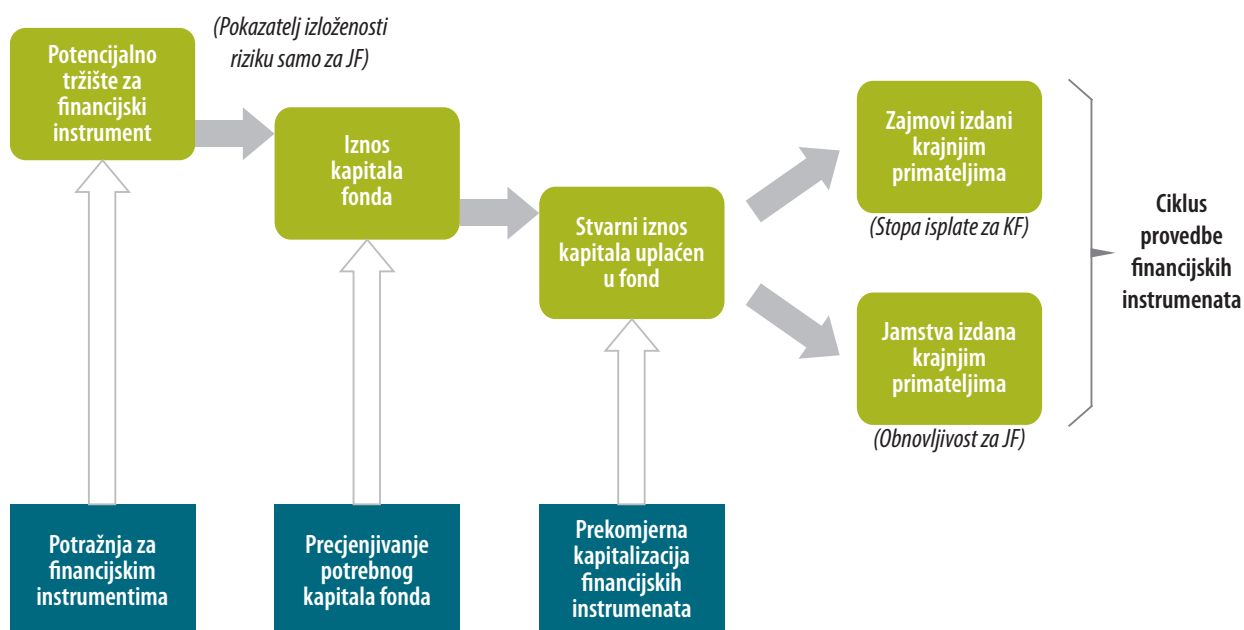 (Pokazatelj izloženosti
riziku samo za JF)
Potencijalno
tržište za
financijski
instrument
Iznos
kapitala
fonda
Stvarni iznos
kapitala uplaćen
u fond
Zajmovi izdani
krajnjim
primateljima
(Stopa isplate za KF)
Jamstva izdana
krajnjim
primateljima
(Obnovljivost za JF)
Ciklus
provedbe
financijskih
instrumenata
Potražnja za
financijskim
instrumentima
Precjenjivanje
potrebnog
kapitala fonda
Prekomjerna
kapitalizacija
financijskih
instrumenata